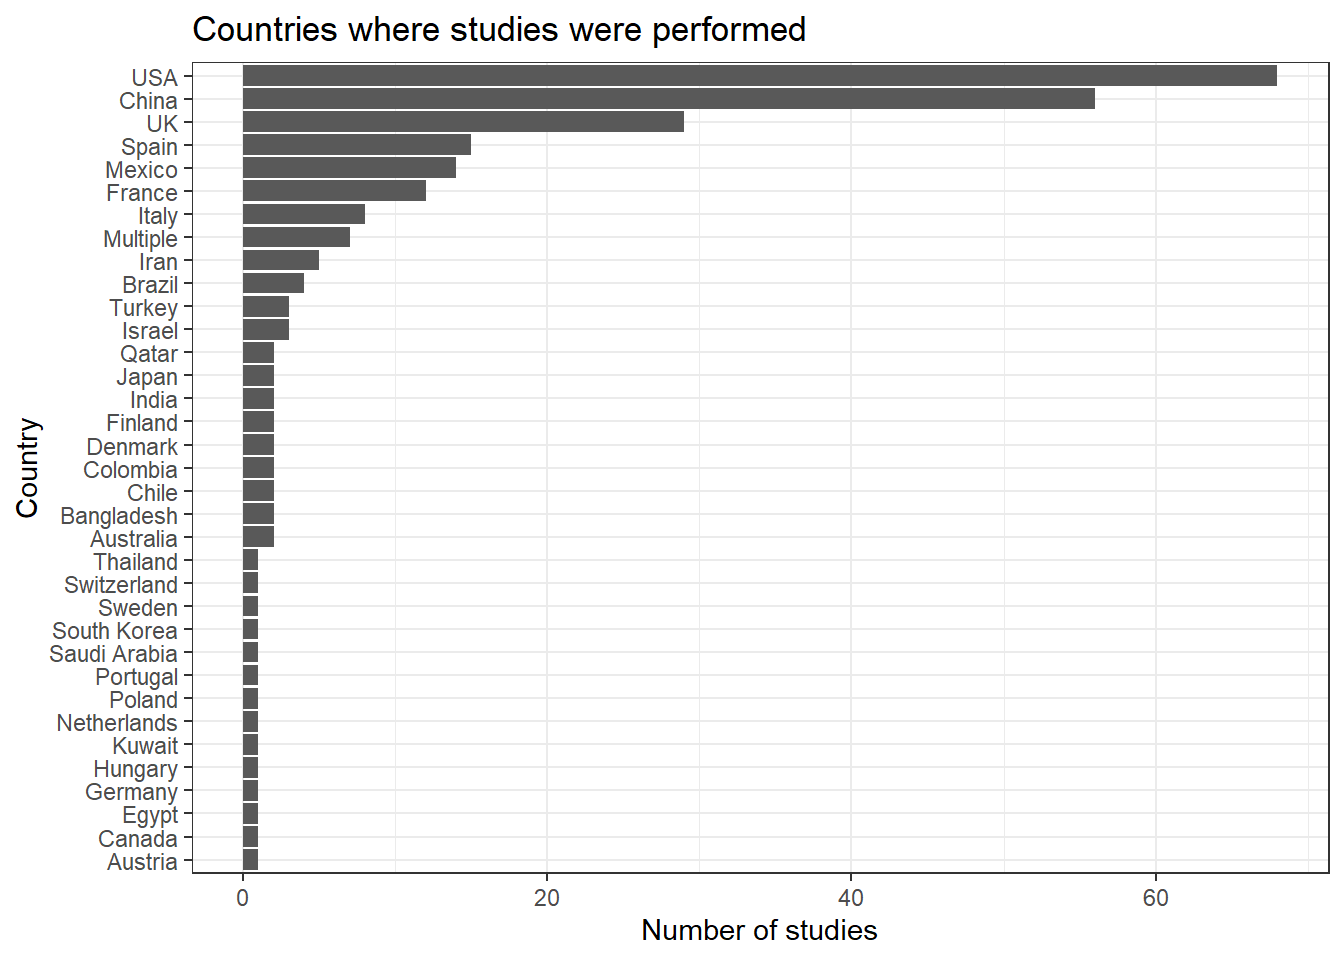 Countries where studies were performed
USA
China
UK
Spain
Mexico
France
Italy
Multiple
Iran
Brazil
Turkey
Israel
Qatar
Japan
India
Finland
Denmark
Colombia
Chile
Bangladesh
Australia
Thailand
Switzerland
Sweden
South Korea
Saudi Arabia
Portugal
Poland
Netherlands
Kuwait
Hungary
Germany
Egypt
Canada
Austria
Country
0 20 40 60
Number of studies